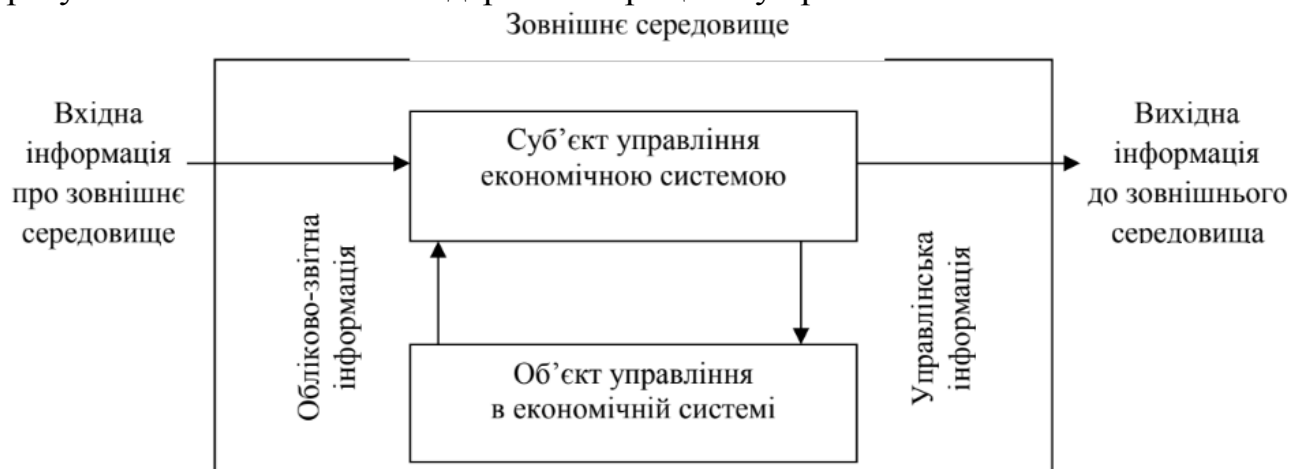 Зовнішнє середовище
Вхідна
інформація
про зовнішнє
середовище
Суб’єкт управління
економічною системою
Вихідна
інформація
до зовнішнього
середовища
Обліково-звітна
інформація
Управлінська
інформація
Об’єкт управління
в економічній системі